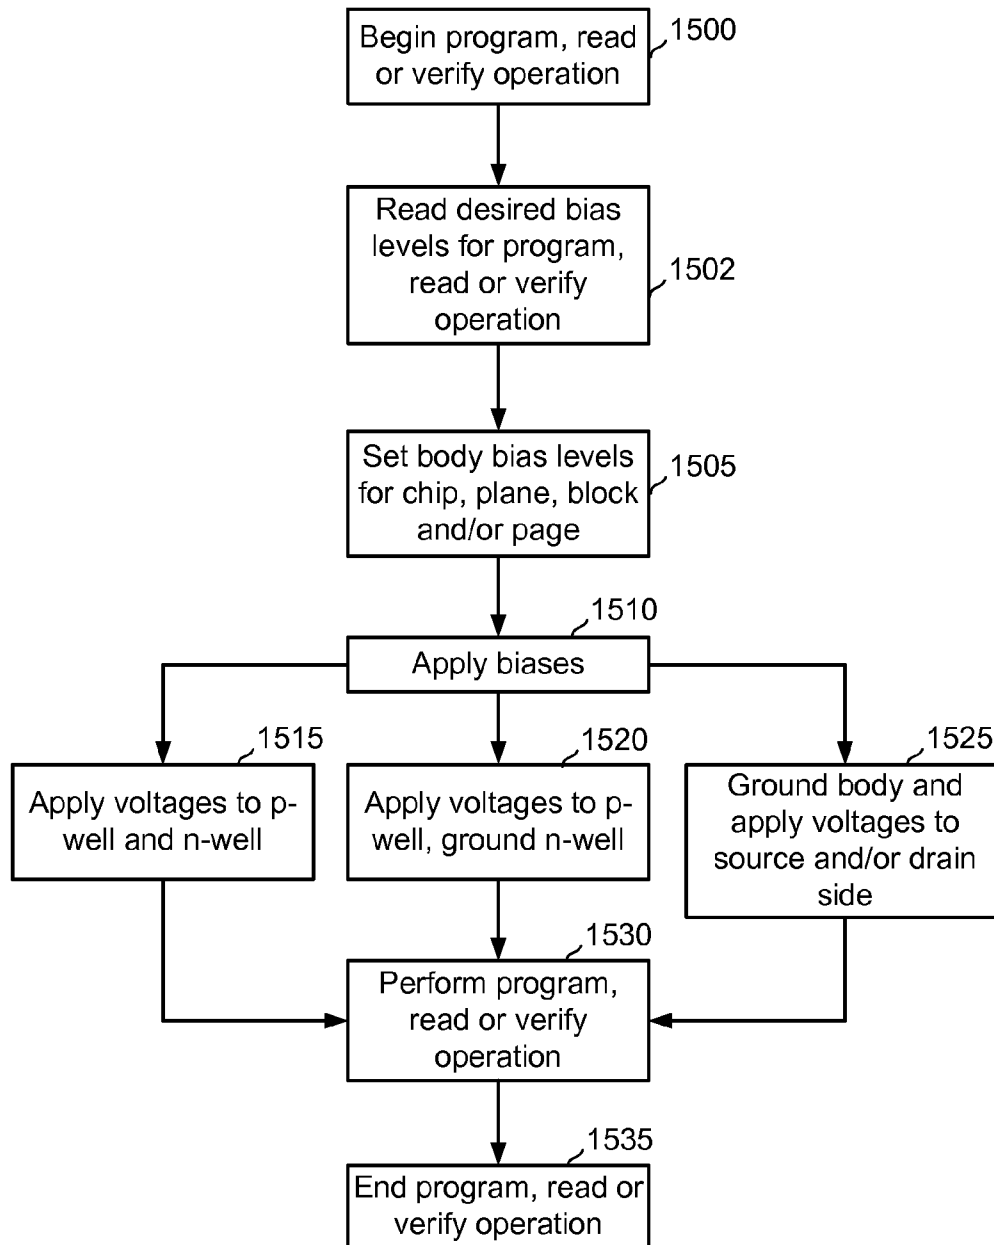 Begin program, read
or verify operation
1500
Read desired bias
levels for program,
read or verify
operation
1502
Set body bias levels
for chip, plane, block
and/or page
1505
1510
Apply biases
1515
Apply voltages to p-
well and n-well
1520
Apply voltages to p-
well, ground n-well
1525
Ground body and
apply voltages to
source and/or drain
side
1530
Perform program,
read or verify
operation
1535
End program, read or
verify operation